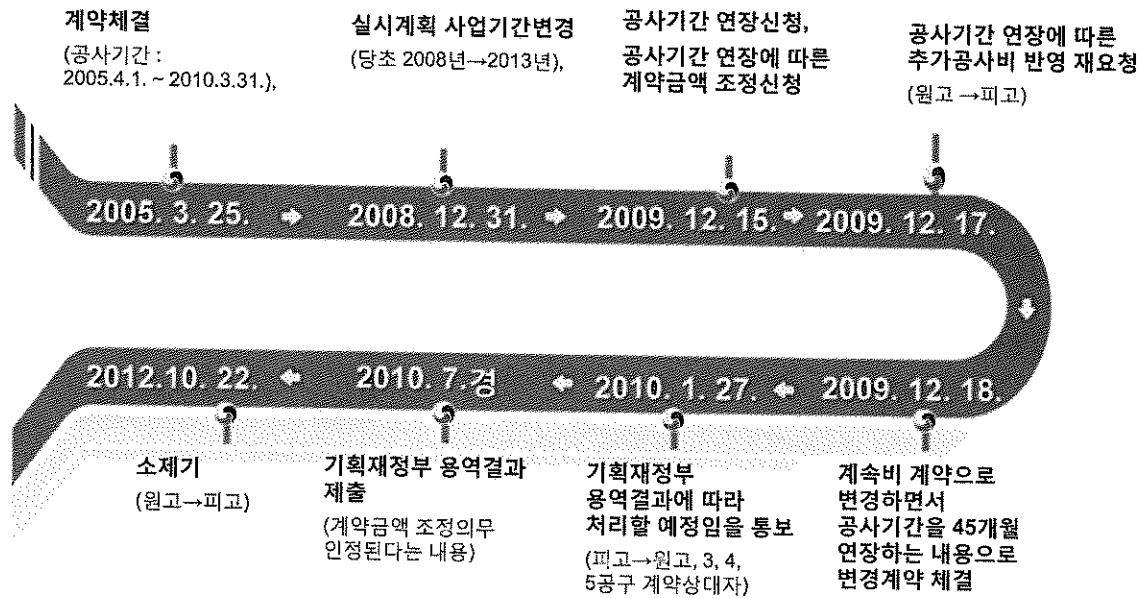 계약체결
(공사기간 :
2005.4.1. ~ 2010.3.31.),
실시계획 사업기간변경
(당초 2008년→2013년),
공사기간 연장신청,
공사기간 연장에 따른
계약금액 조정신청
공사기간 연장에 따른
추가공사비 반영 재요청
(원고→피고)
2005. 3. 25.
2008. 12. 31.
2009. 12. 15.
2009. 12. 17.
2009. 12. 18.
2010. 1. 27.
2010. 7.경
2012.10. 22.
계속비 계약으로
변경하면서
공사기간을 45개월
연장하는 내용으로
변경계약 체결
기획재정부
용역결과에 따라
처리할 예정임을 통보
(피고→원고, 3, 4,
5공구 계약상대자)
기획재정부 용역결과
제출
(계약금액 조정의무
인정된다는 내용)
소제기
(원고→피고)